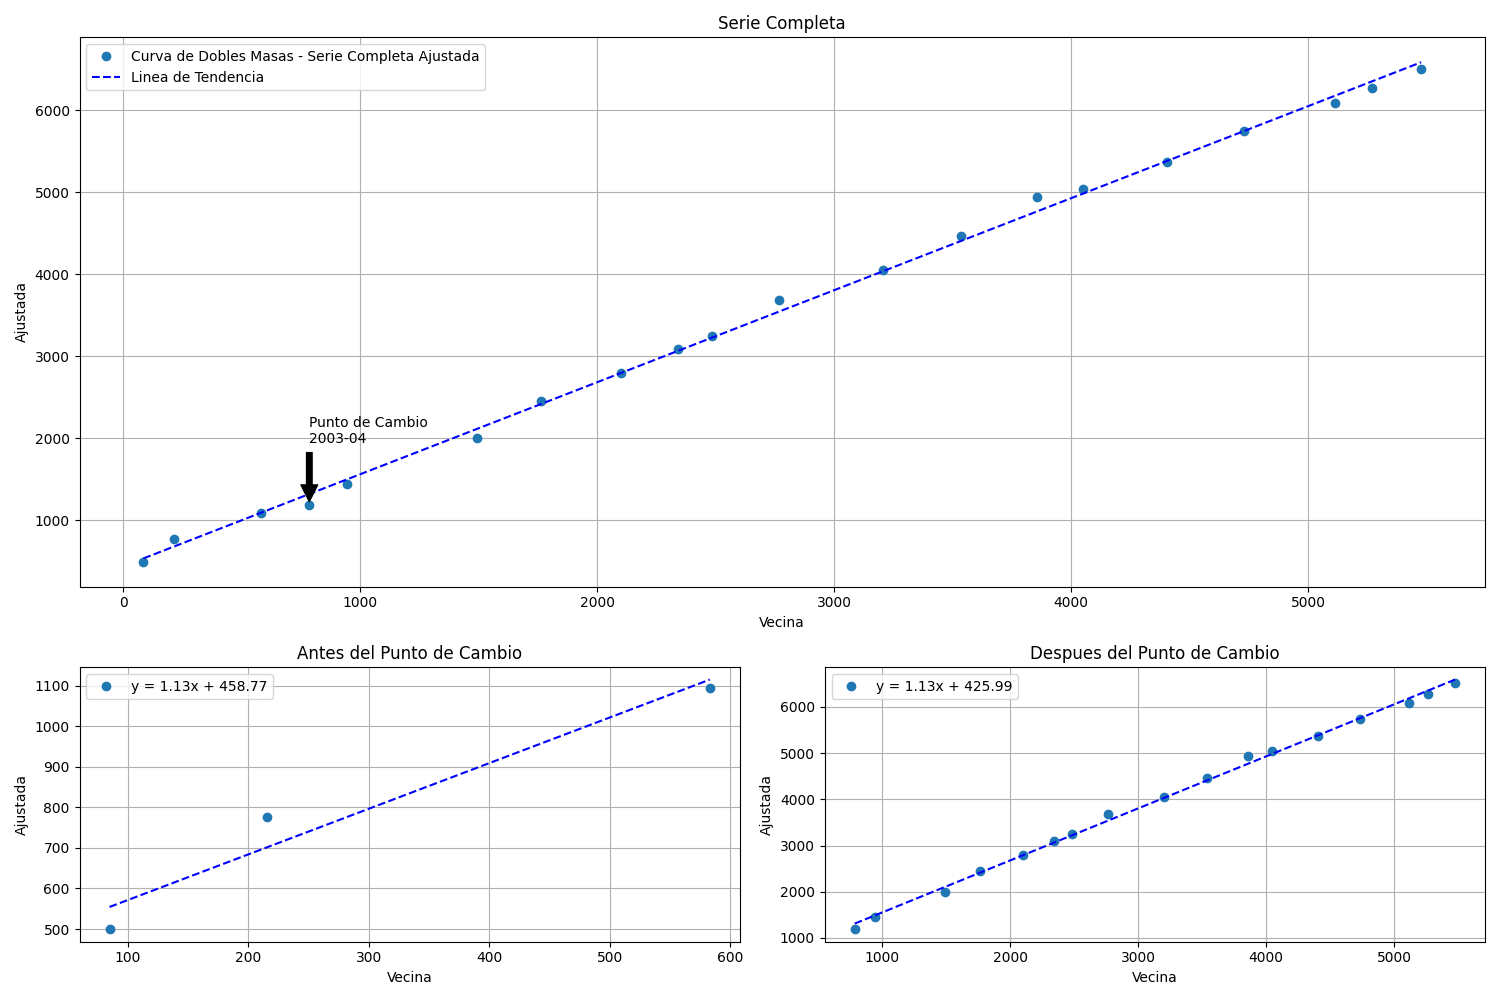 Serie Completa
Curva de Dobles Masas - Serie Completa Ajustada
Linea de Tendencia
6000
5000
4000
3000
2000
1000
Ajustada
Punto de Cambio
2003-04
0
1000
2000
3000
4000
5000
Vecina
Antes del Punto de Cambio
y = 1.13x + 458.77
1100
1000
900
800
700
600
500
Ajustada
100
200
300
400
500
600
Vecina
Despues del Punto de Cambio
y = 1.13x + 425.99
6000
5000
4000
3000
2000
1000
Ajustada
1000
2000
3000
4000
5000
Vecina